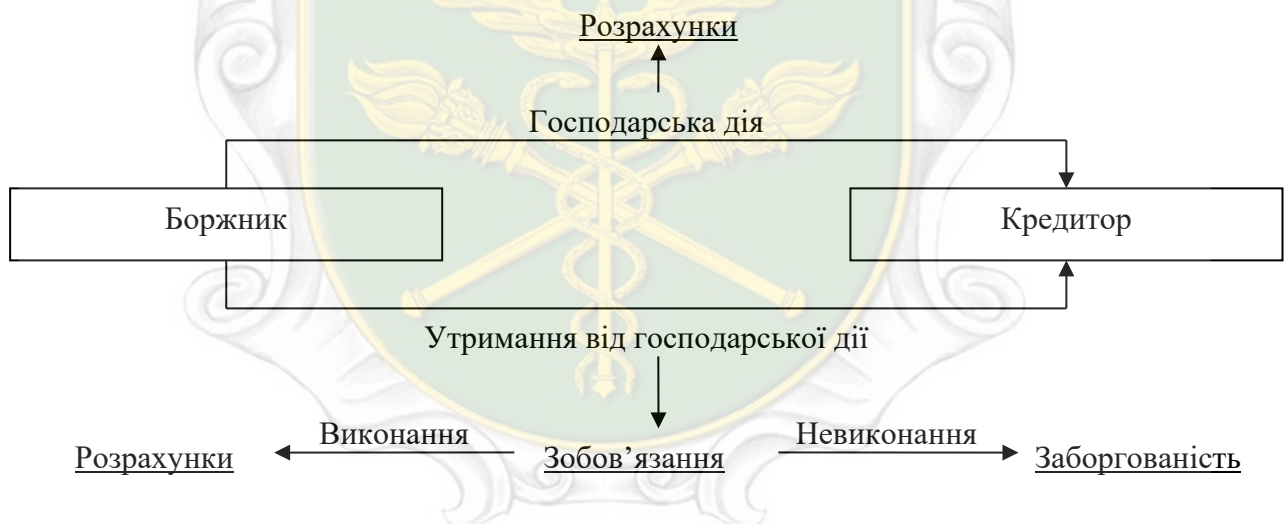 Розрахунки
Господарська дія
Боржник
Кредитор
Утримання від господарської дії
Виконання
Невиконання
Розрахунки
Зобов’язання
Заборгованість